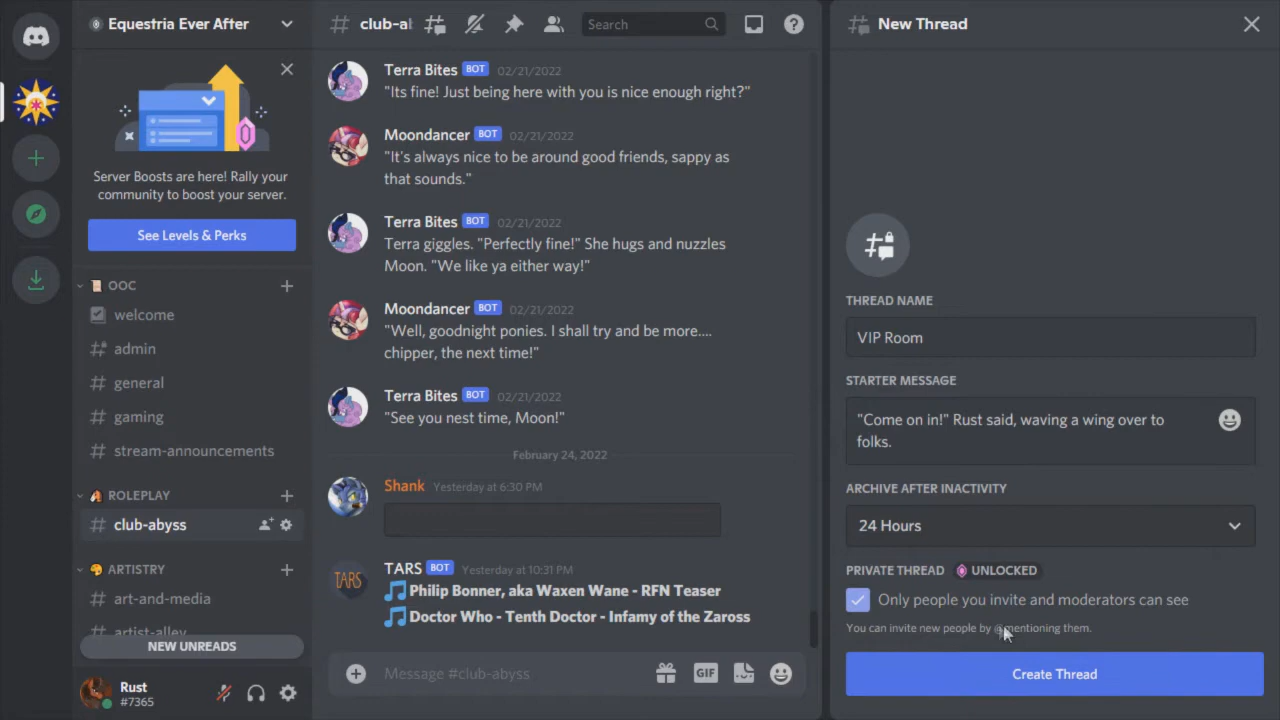 Equestria Ever After
Server Boosts are here! Rally your
community to boost your server.
See Levels & Perks
OOC
welcome
admin
general
gaming
stream-announcements
ROLEPLAY
club-abyss
ARTISTRY
art-and-media
artist-alley
NEW UNREADS
Rust
#7365
club-al
Search
Terra Bites BOT 02/21/2022
"Its fine! Just being here with you is nice enough right?"
Moondancer BOT 02/21/2022
"It's always nice to be around good friends, sappy as
that sounds."
Terra Bites BOT 02/21/2022
Terra giggles. "Perfectly fine!" She hugs and nuzzles
Moon. "We like ya either way!"
Moondancer BOT 02/21/2022
"Well, goodnight ponies. I shall try and be more....
chipper, the next time!"
Terra Bites BOT 02/21/2022
"See you nest time, Moon!"
February 24, 2022
Shank Yesterday at 6:30 PM
TARS
TARS BOT Yesterday at 10:31 PM
Philip Bonner, aka Waxen Wane - RFN Teaser
Doctor Who - Tenth Doctor - Infamy of the Zaross
Message #club-abyss
GIF
New Thread
THREAD NAME
VIP Room
STARTER MESSAGE
"Come on in!" Rust said, waving a wing over to
folks.
ARCHIVE AFTER INACTIVITY
24 Hours
PRIVATE THREAD UNLOCKED
Only people you invite and moderators can see
You can invite new people by @mentioning them.
Create Thread